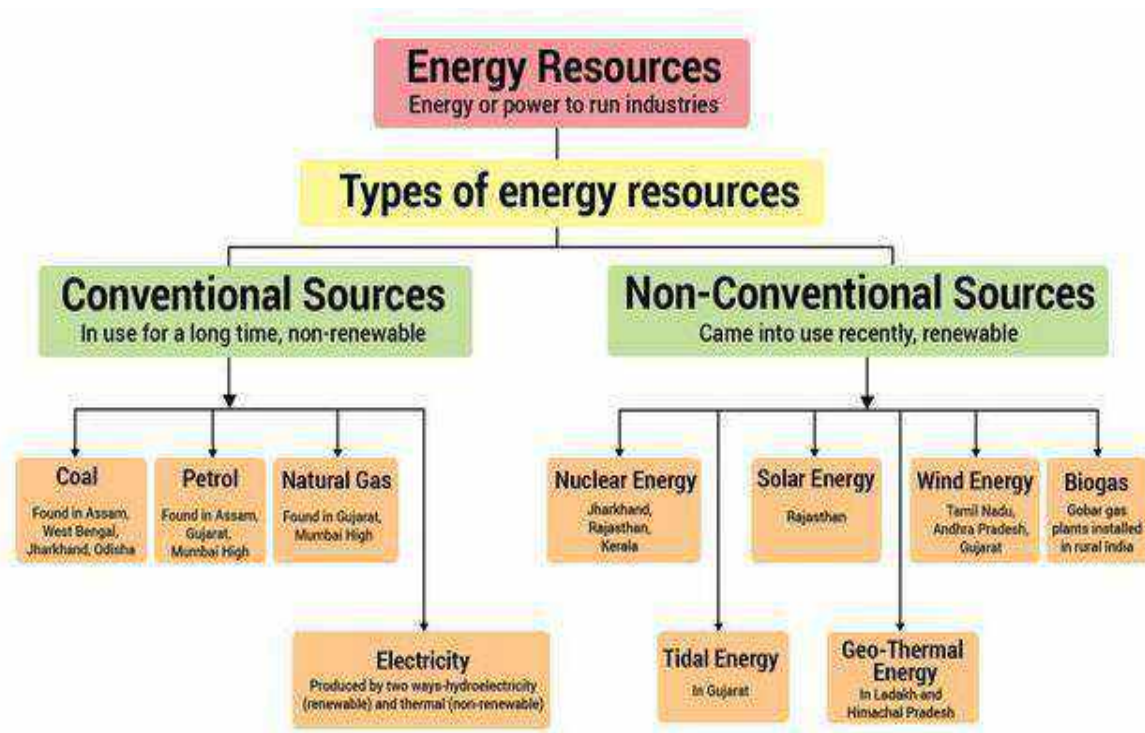 Energy Resources
Energy or power to run industries
Types of energy resources
Conventional Sources
In use for a long time, non-renewable
Non-Conventional Sources
Came into use recently, renewable
Coal
Found in Assam,
West Bengal,
Jharkhand, Odisha
Petrol
Found in Assam,
Gujarat,
Mumbai High
Natural Gas
Found in Gujarat,
Mumbai High
Electricity
Produced by two ways-hydroelectricity
(renewable) and thermal (non-renewable)
Nuclear Energy
Jharkhand,
Rajasthan,
Kerala
Solar Energy
Rajasthan
Wind Energy
Tamil Nadu,
Andhra Pradesh,
Gujarat
Biogas
Gobar gas
plants installed
in rural india
Tidal Energy
In Gujarat
Geo-Thermal
Energy
In Ladakh and
Himachal Pradesh